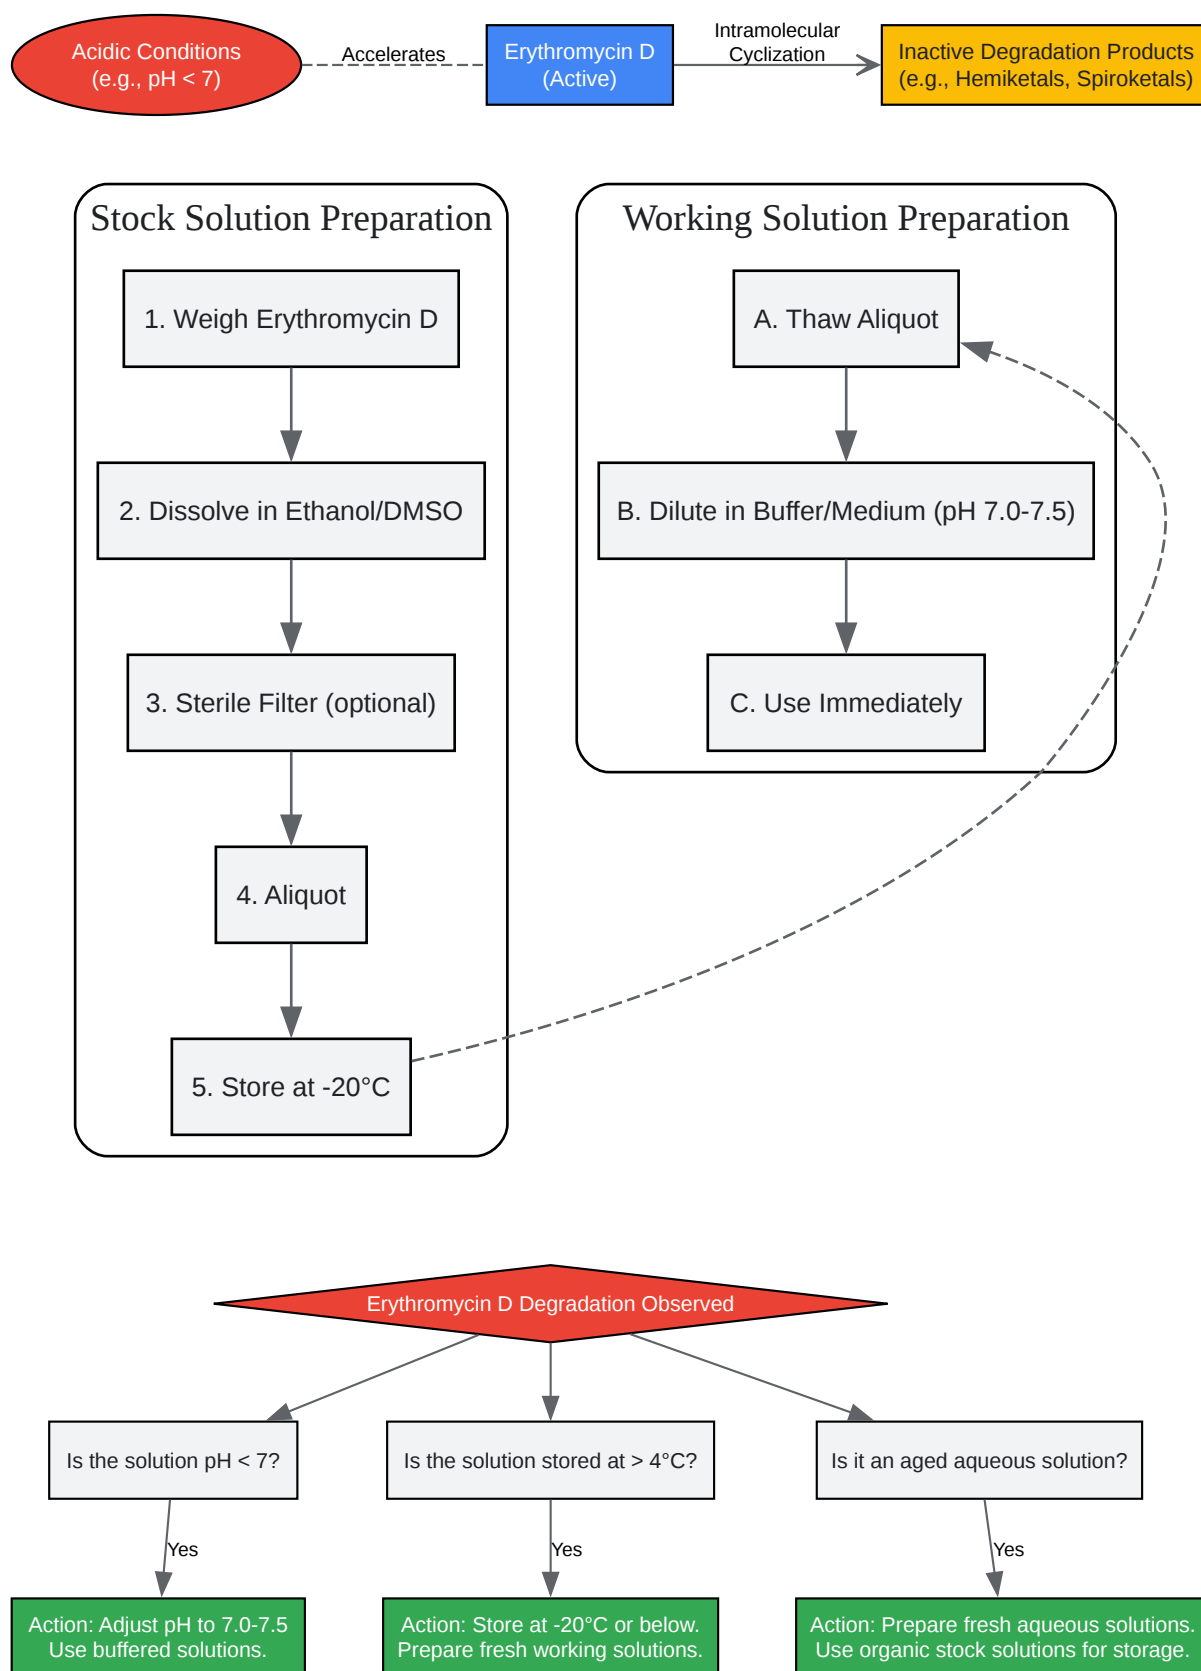 Acidic Conditions
(e.g., pH < 7)
Accelerates
Erythromycin D
(Active)
Intramolecular
Cyclization
Inactive Degradation Products
(e.g., Hemiketals, Spiroketals)
Stock Solution Preparation
1. Weigh Erythromycin D
2. Dissolve in Ethanol/DMSO
3. Sterile Filter (optional)
4. Aliquot
5. Store at -20°C
Working Solution Preparation
A. Thaw Aliquot
B. Dilute in Buffer/Medium (pH 7.0-7.5)
C. Use Immediately
Erythromycin D Degradation Observed
Is the solution pH < 7?
Is the solution stored at > 4°C?
Is it an aged aqueous solution?
Yes
Yes
Yes
Action: Adjust pH to 7.0-7.5
Use buffered solutions.
Action: Store at -20°C or below.
Prepare fresh working solutions.
Action: Prepare fresh aqueous solutions.
Use organic stock solutions for storage.